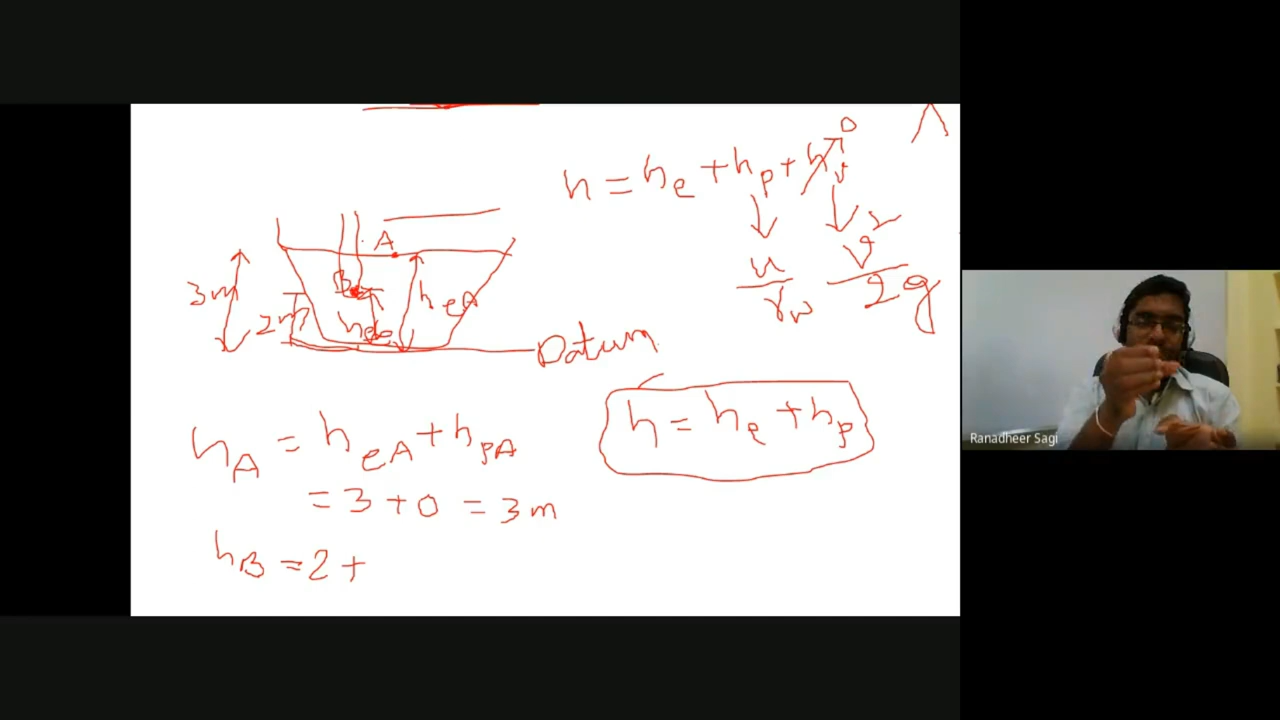 h = he + hp + hv 0
u/γw
v²/2g
A
3m
B
2m
heA
Datum
h = he + hp
hA = heA + hpA
= 3 + 0 = 3m
hB = 2 +
Ranadheer Sagi